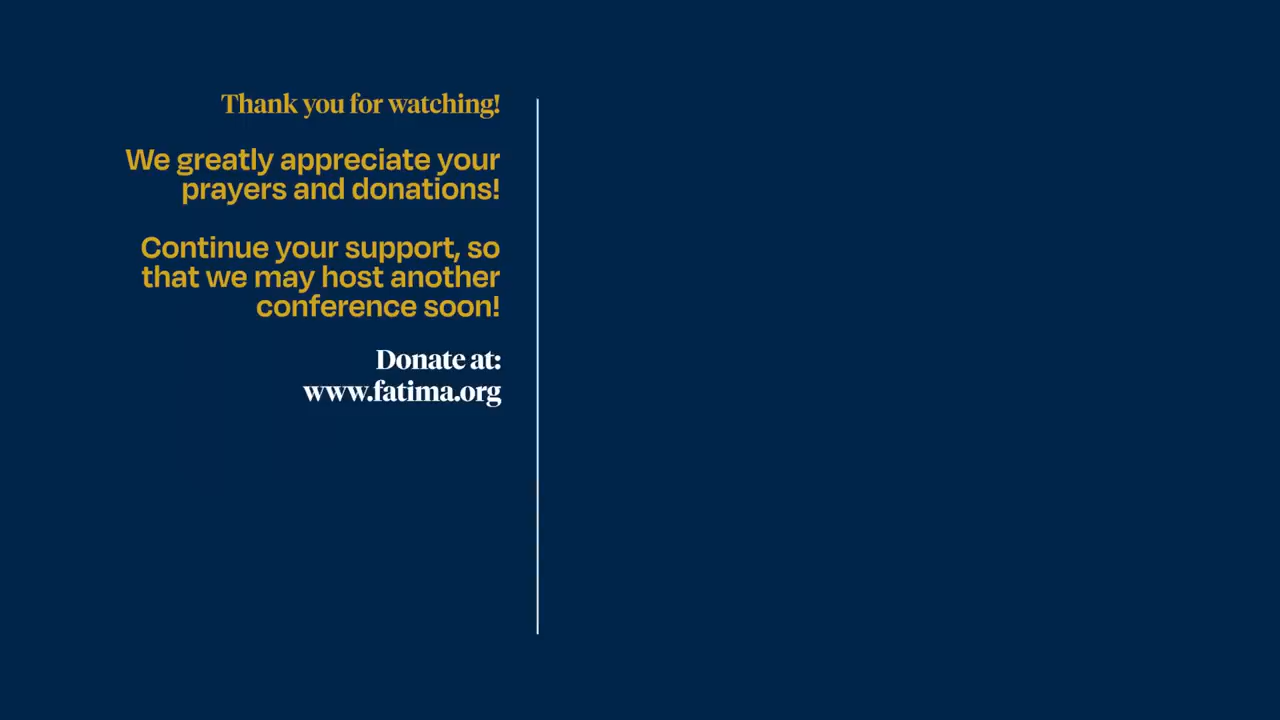 Thank you for watching!
We greatly appreciate your
prayers and donations!
Continue your support, so
that we may host another
conference soon!
Donate at:
www.fatima.org